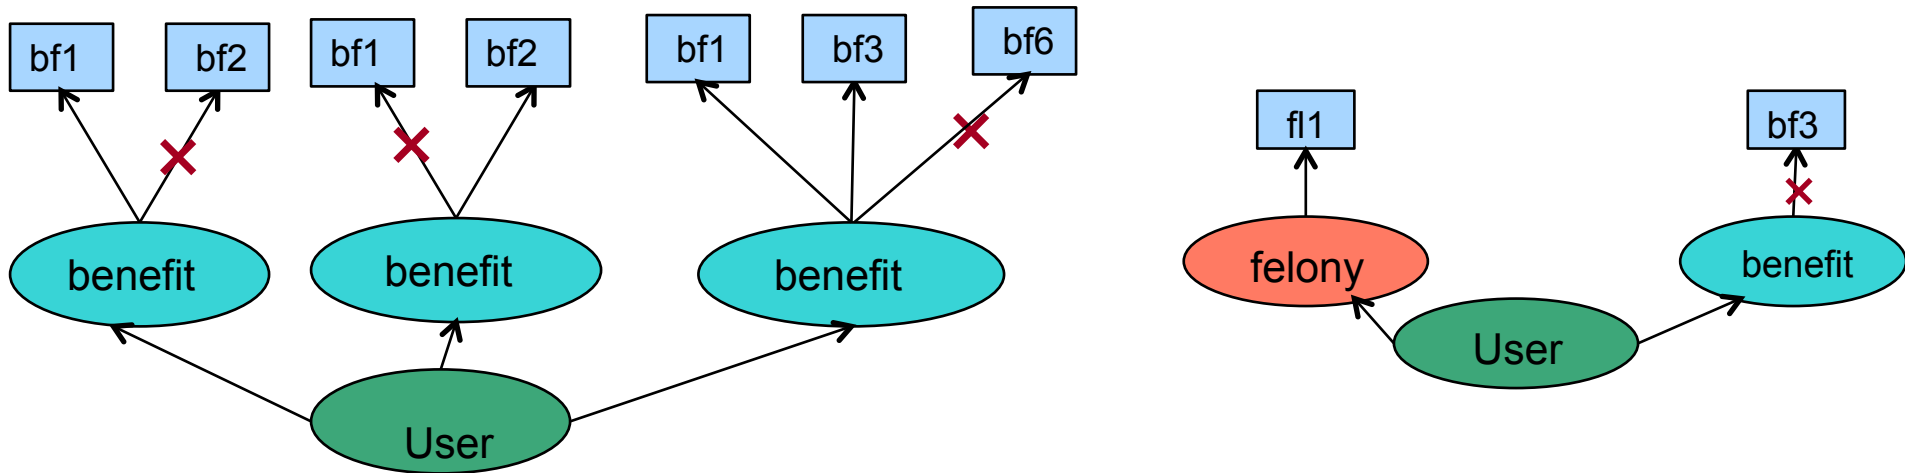 bf1
bf2
bf1
bf2
bf1
bf3
bf6
benefit
benefit
benefit
User
fl1
bf3
felony
benefit
User